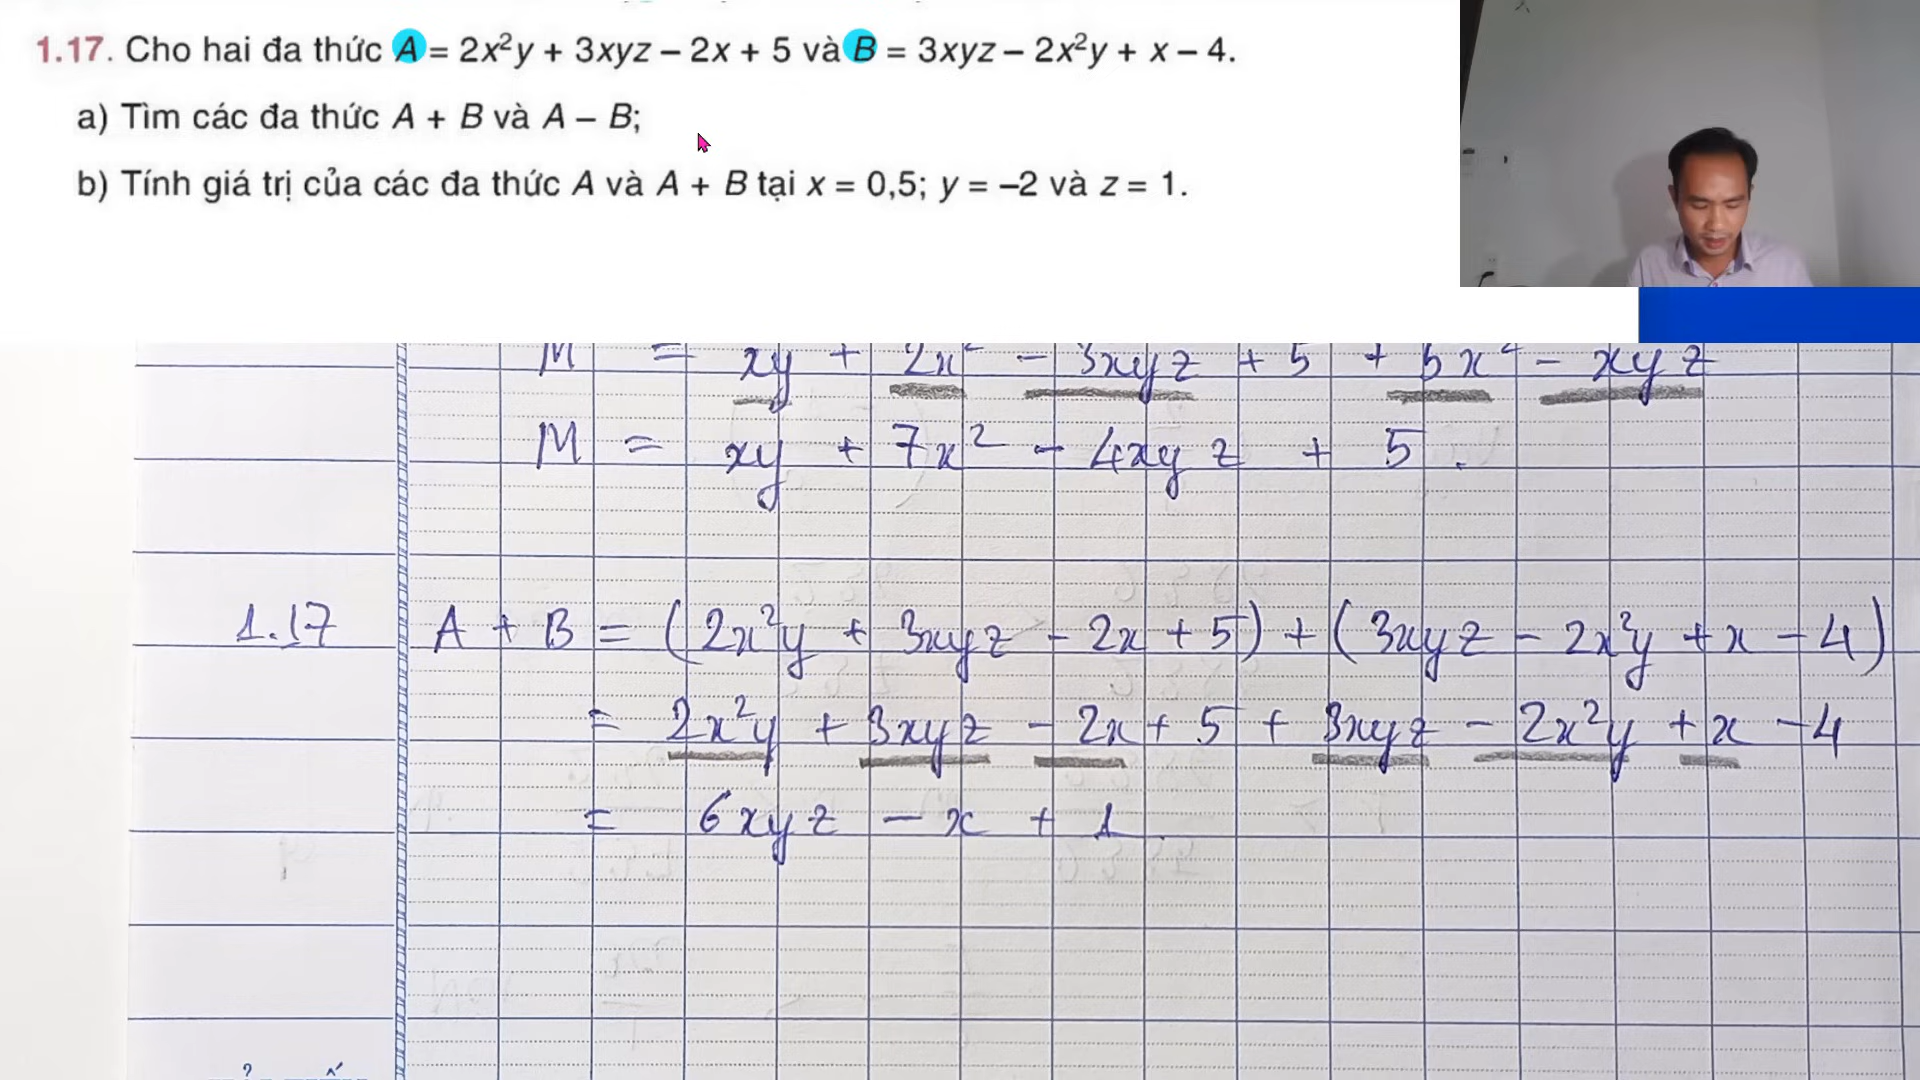 1.17. Cho hai đa thức A = 2x²y + 3xyz – 2x + 5 và B = 3xyz – 2x²y + x – 4.
a) Tìm các đa thức A + B và A – B;
b) Tính giá trị của các đa thức A và A + B tại x = 0,5; y = –2 và z = 1.
M = xy + 2x² - 3xyz + 5 + 5x² - xyz
M = xy + 7x² - 4xyz + 5.
1.17 A + B = (2x²y + 3xyz - 2x + 5) + (3xyz - 2x²y + x - 4)
= 2x²y + 3xyz - 2x + 5 + 3xyz - 2x²y + x - 4
= 6xyz - x + 1.